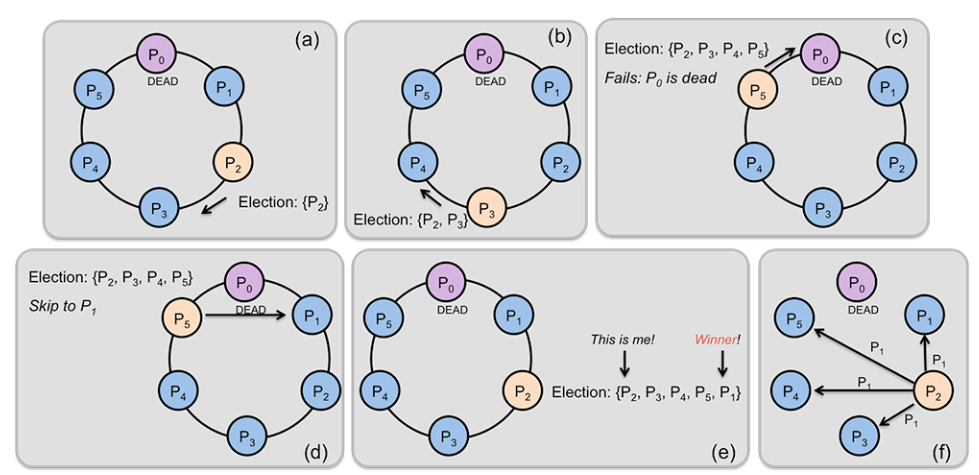 (a)
P0
DEAD
P5
P1
P4
P2
P3
Election: {P2}
(b)
P0
DEAD
P5
P1
P4
P2
Election: {P2, P3}
P3
(c)
Election: {P2, P3, P4, P5}
Fails: P0 is dead
P0
DEAD
P5
P1
P4
P2
P3
Election: {P2, P3, P4, P5}
Skip to P1
P0
DEAD
P5
P1
P4
P2
P3
(d)
P0
DEAD
P5
P1
This is me!
Winner!
P4
P2
Election: {P2, P3, P4, P5, P1}
P3
(e)
P0
DEAD
P5
P1
P1
P1
P4
P1
P2
P1
P3
(f)